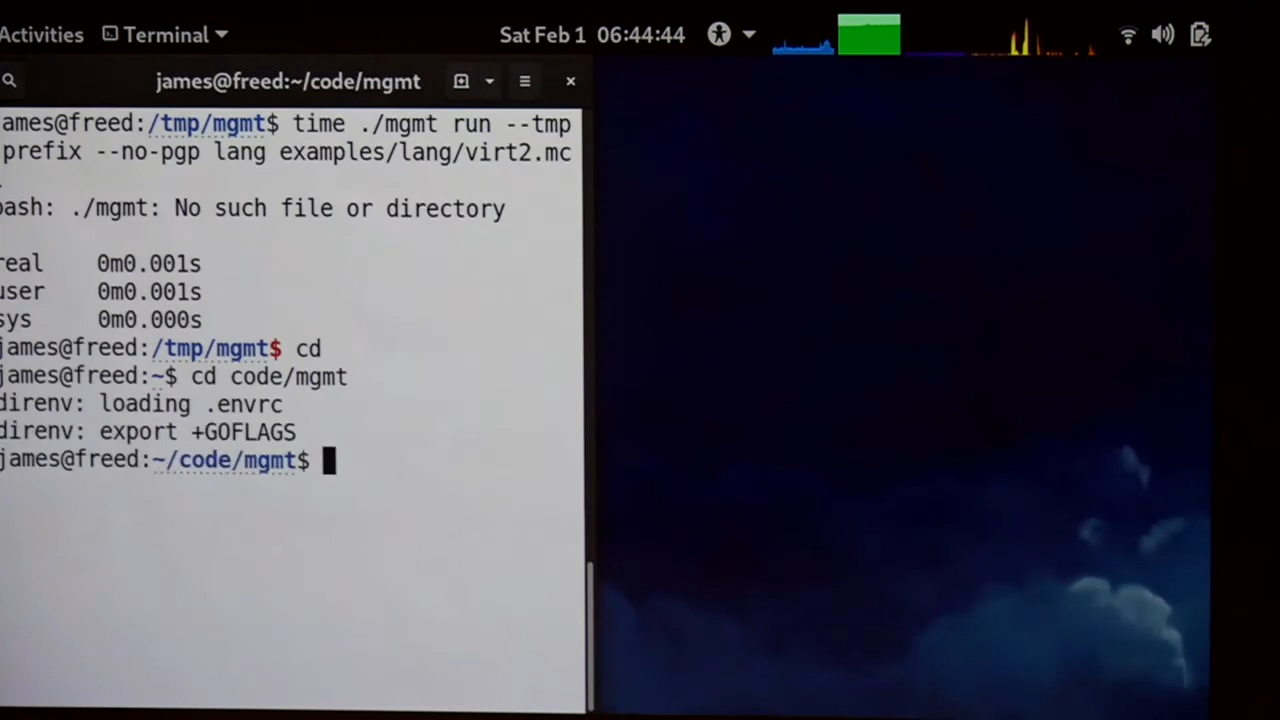 Activities Terminal Sat Feb 1 06:44:44
james@freed:~/code/mgmt
ames@freed:/tmp/mgmt$ time ./mgmt run --tmp
prefix --no-pgp lang examples/lang/virt2.mc
bash: ./mgmt: No such file or directory
real 0m0.001s
user 0m0.001s
sys 0m0.000s
james@freed:/tmp/mgmt$ cd
james@freed:~$ cd code/mgmt
direnv: loading .envrc
direnv: export +GOFLAGS
james@freed:~/code/mgmt$